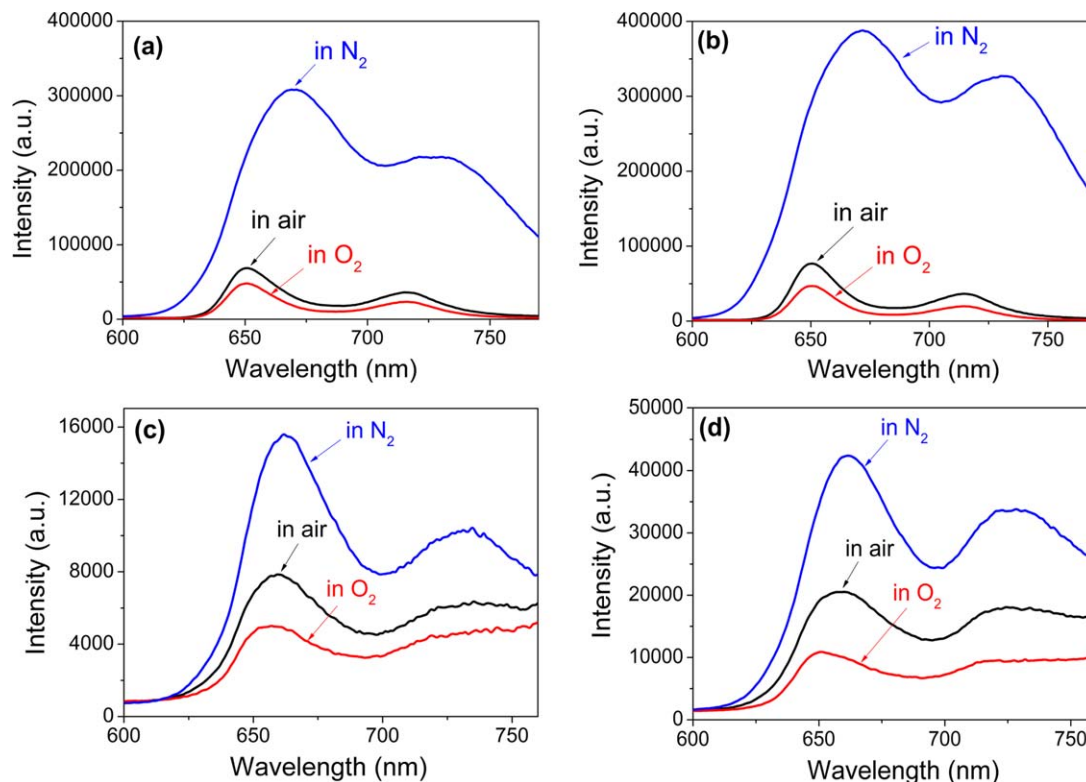 (a)
400000
300000
200000
100000
0
Intensity (a.u.)
in N₂
in air
in O₂
600 650 700 750
Wavelength (nm)
(b)
400000
300000
200000
100000
0
Intensity (a.u.)
in N₂
in air
in O₂
600 650 700 750
Wavelength (nm)
(c)
16000
12000
8000
4000
0
Intensity (a.u.)
in N₂
in air
in O₂
600 650 700 750
Wavelength (nm)
(d)
50000
40000
30000
20000
10000
0
Intensity (a.u.)
in N₂
in air
in O₂
600 650 700 750
Wavelength (nm)